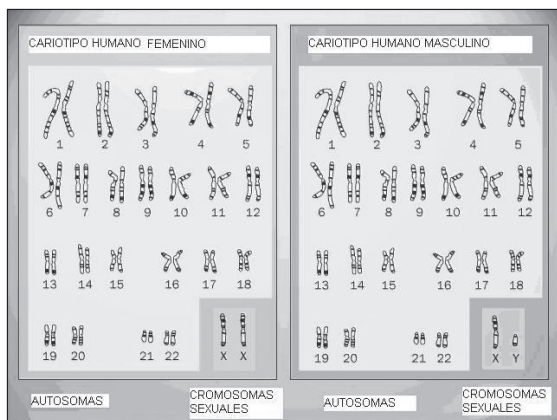 CARIOTIPO HUMANO FEMENINO
1 2 3 4 5
6 7 8 9 10 11 12
13 14 15 16 17 18
19 20 21 22 X X
AUTOSOMAS
CROMOSOMAS
SEXUALES
CARIOTIPO HUMANO MASCULINO
1 2 3 4 5
6 7 8 9 10 11 12
13 14 15 16 17 18
19 20 21 22 X Y
AUTOSOMAS
CROMOSOMAS
SEXUALES